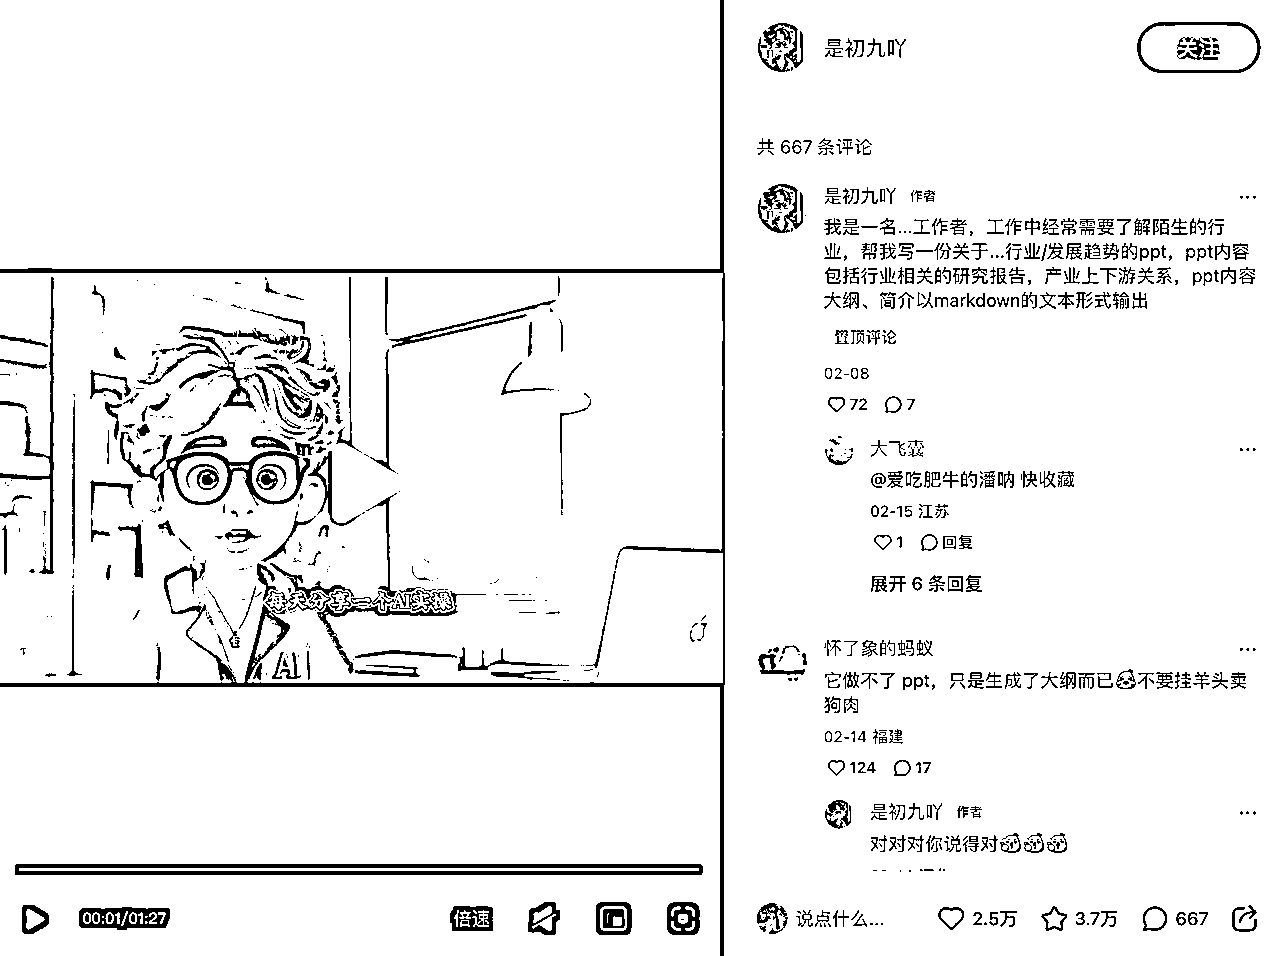 每天分享一个AI实操
AI
00:01/01:27
倍速
是初九吖
关注
共 667 条评论
是初九吖 作者
我是一名...工作者，工作中经常需要了解陌生的行
业，帮我写一份关于...行业/发展趋势的ppt，ppt内容
包括行业相关的研究报告，产业上下游关系，ppt内容
大纲、简介以markdown的文本形式输出
置顶评论
02-08
72 7
大飞囊
@爱吃肥牛的潘呐 快收藏
02-15 江苏
1 回复
展开 6 条回复
怀了象的蚂蚁
它做不了 ppt，只是生成了大纲而已不要挂羊头卖
狗肉
02-14 福建
124 17
是初九吖 作者
对对对你说得对
说点什么...
2.5万 3.7万 667